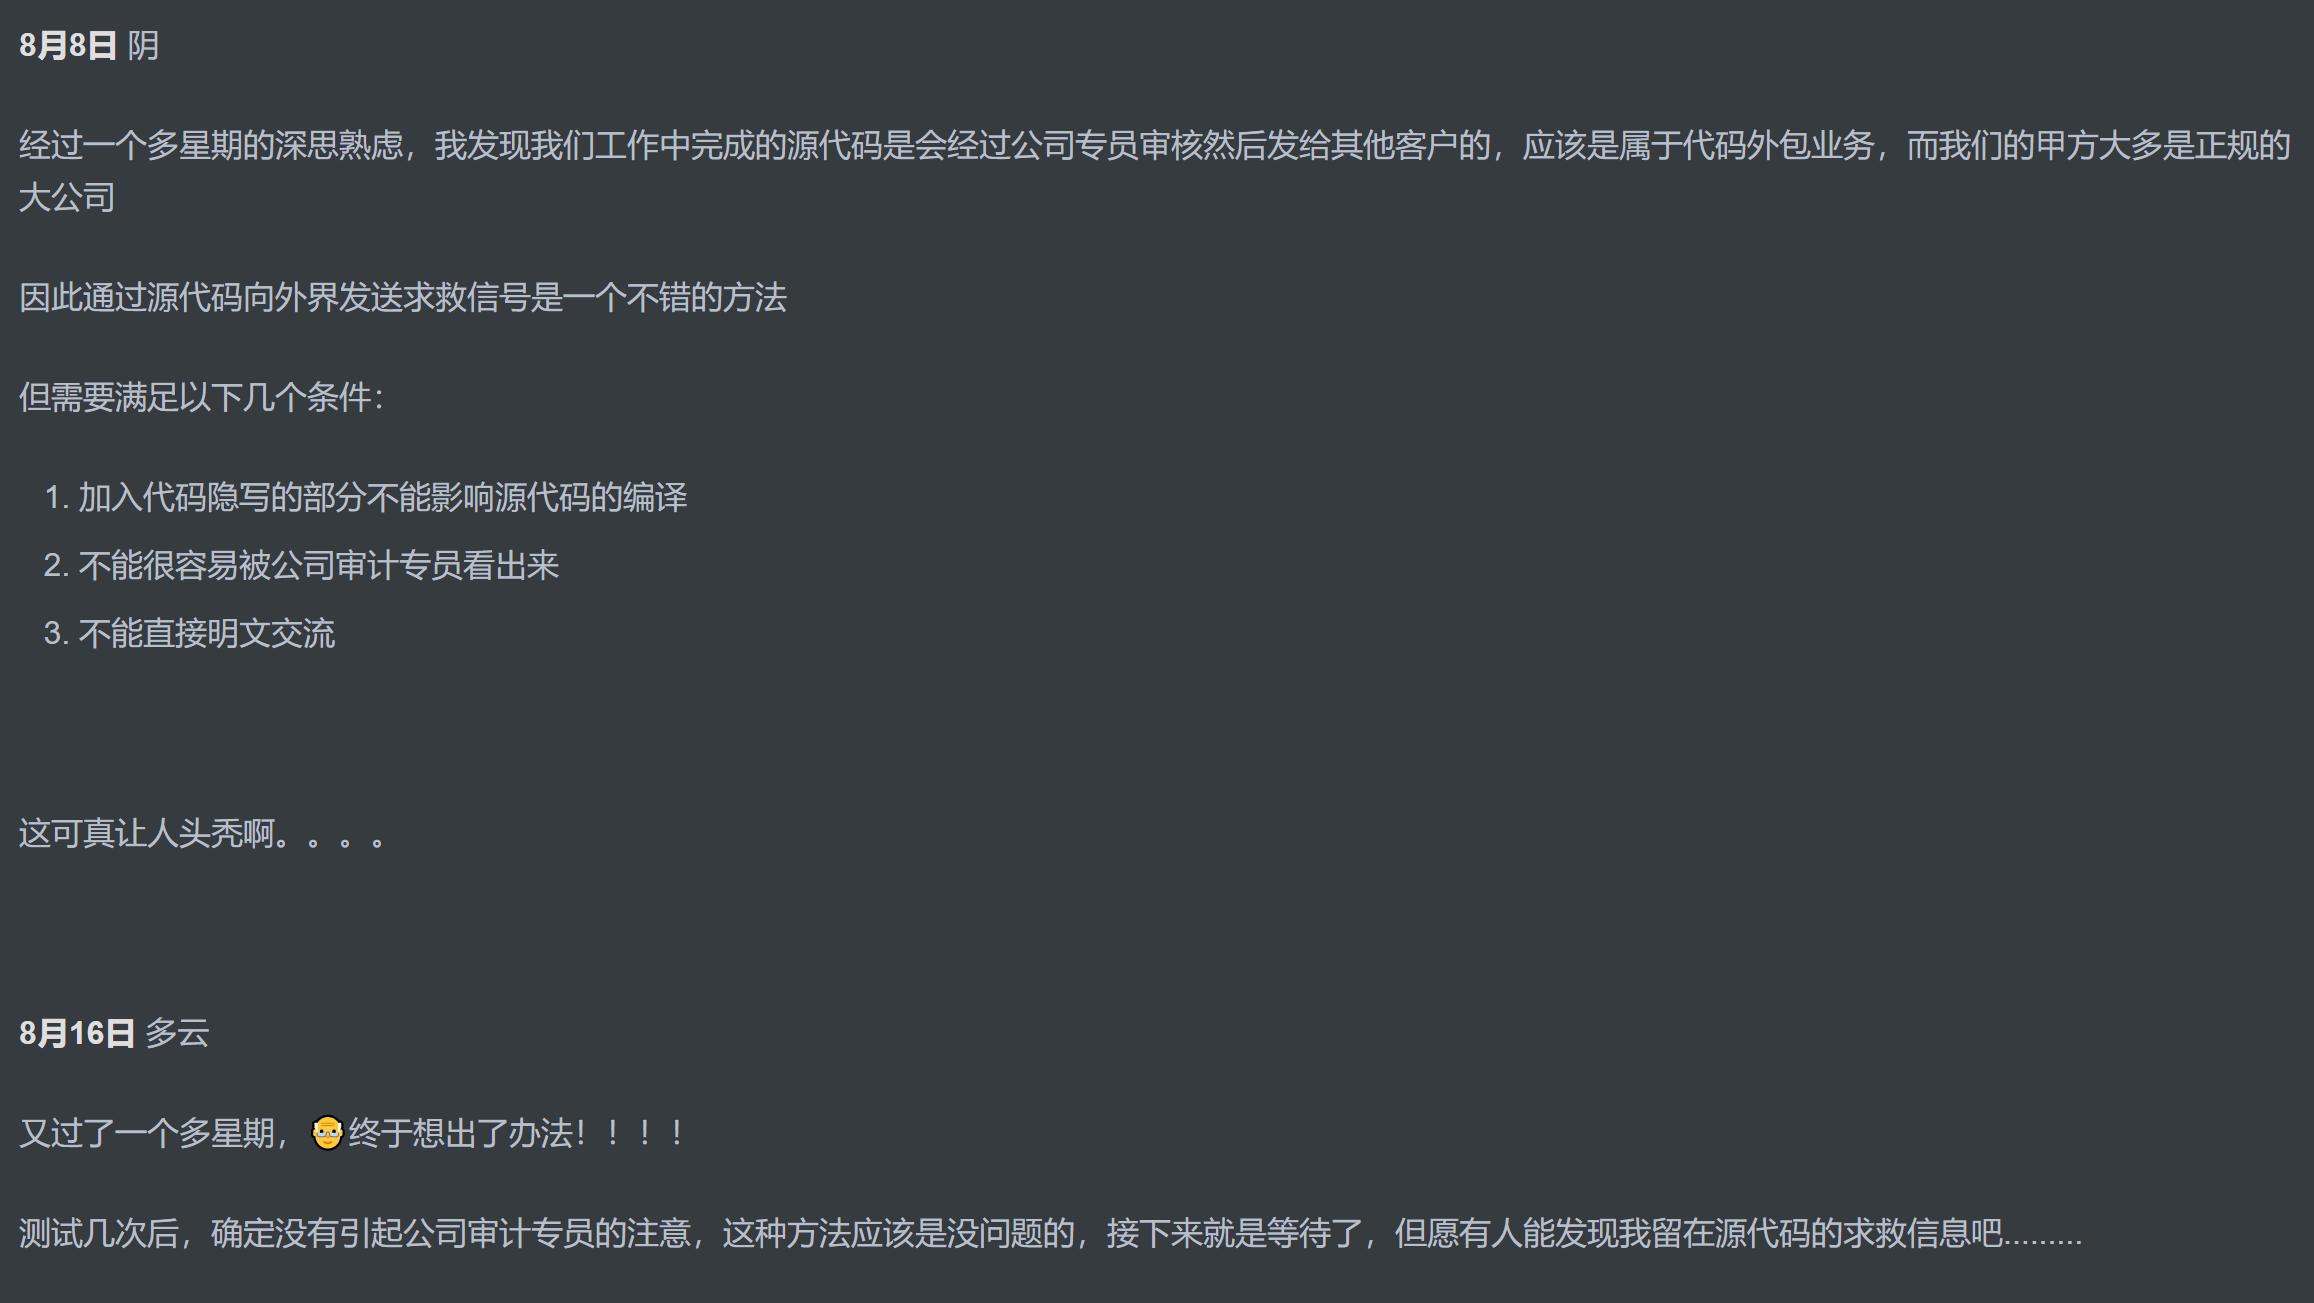 8月8日 阴
经过一个多星期的深思熟虑，我发现我们工作中完成的源代码是会经过公司专员审核然后发给其他客户的，应该是属于代码外包业务，而我们的甲方大多是正规的
大公司
因此通过源代码向外界发送求救信号是一个不错的方法
但需要满足以下几个条件：
1. 加入代码隐写的部分不能影响源代码的编译
2. 不能很容易被公司审计专员看出来
3. 不能直接明文交流
这可真让人头秃啊。。。。
8月16日 多云
又过了一个多星期，👴终于想出了办法！！！！
测试几次后，确定没有引起公司审计专员的注意，这种方法应该是没问题的，接下来就是等待了，但愿有人能发现我留在源代码的求救信息吧.........